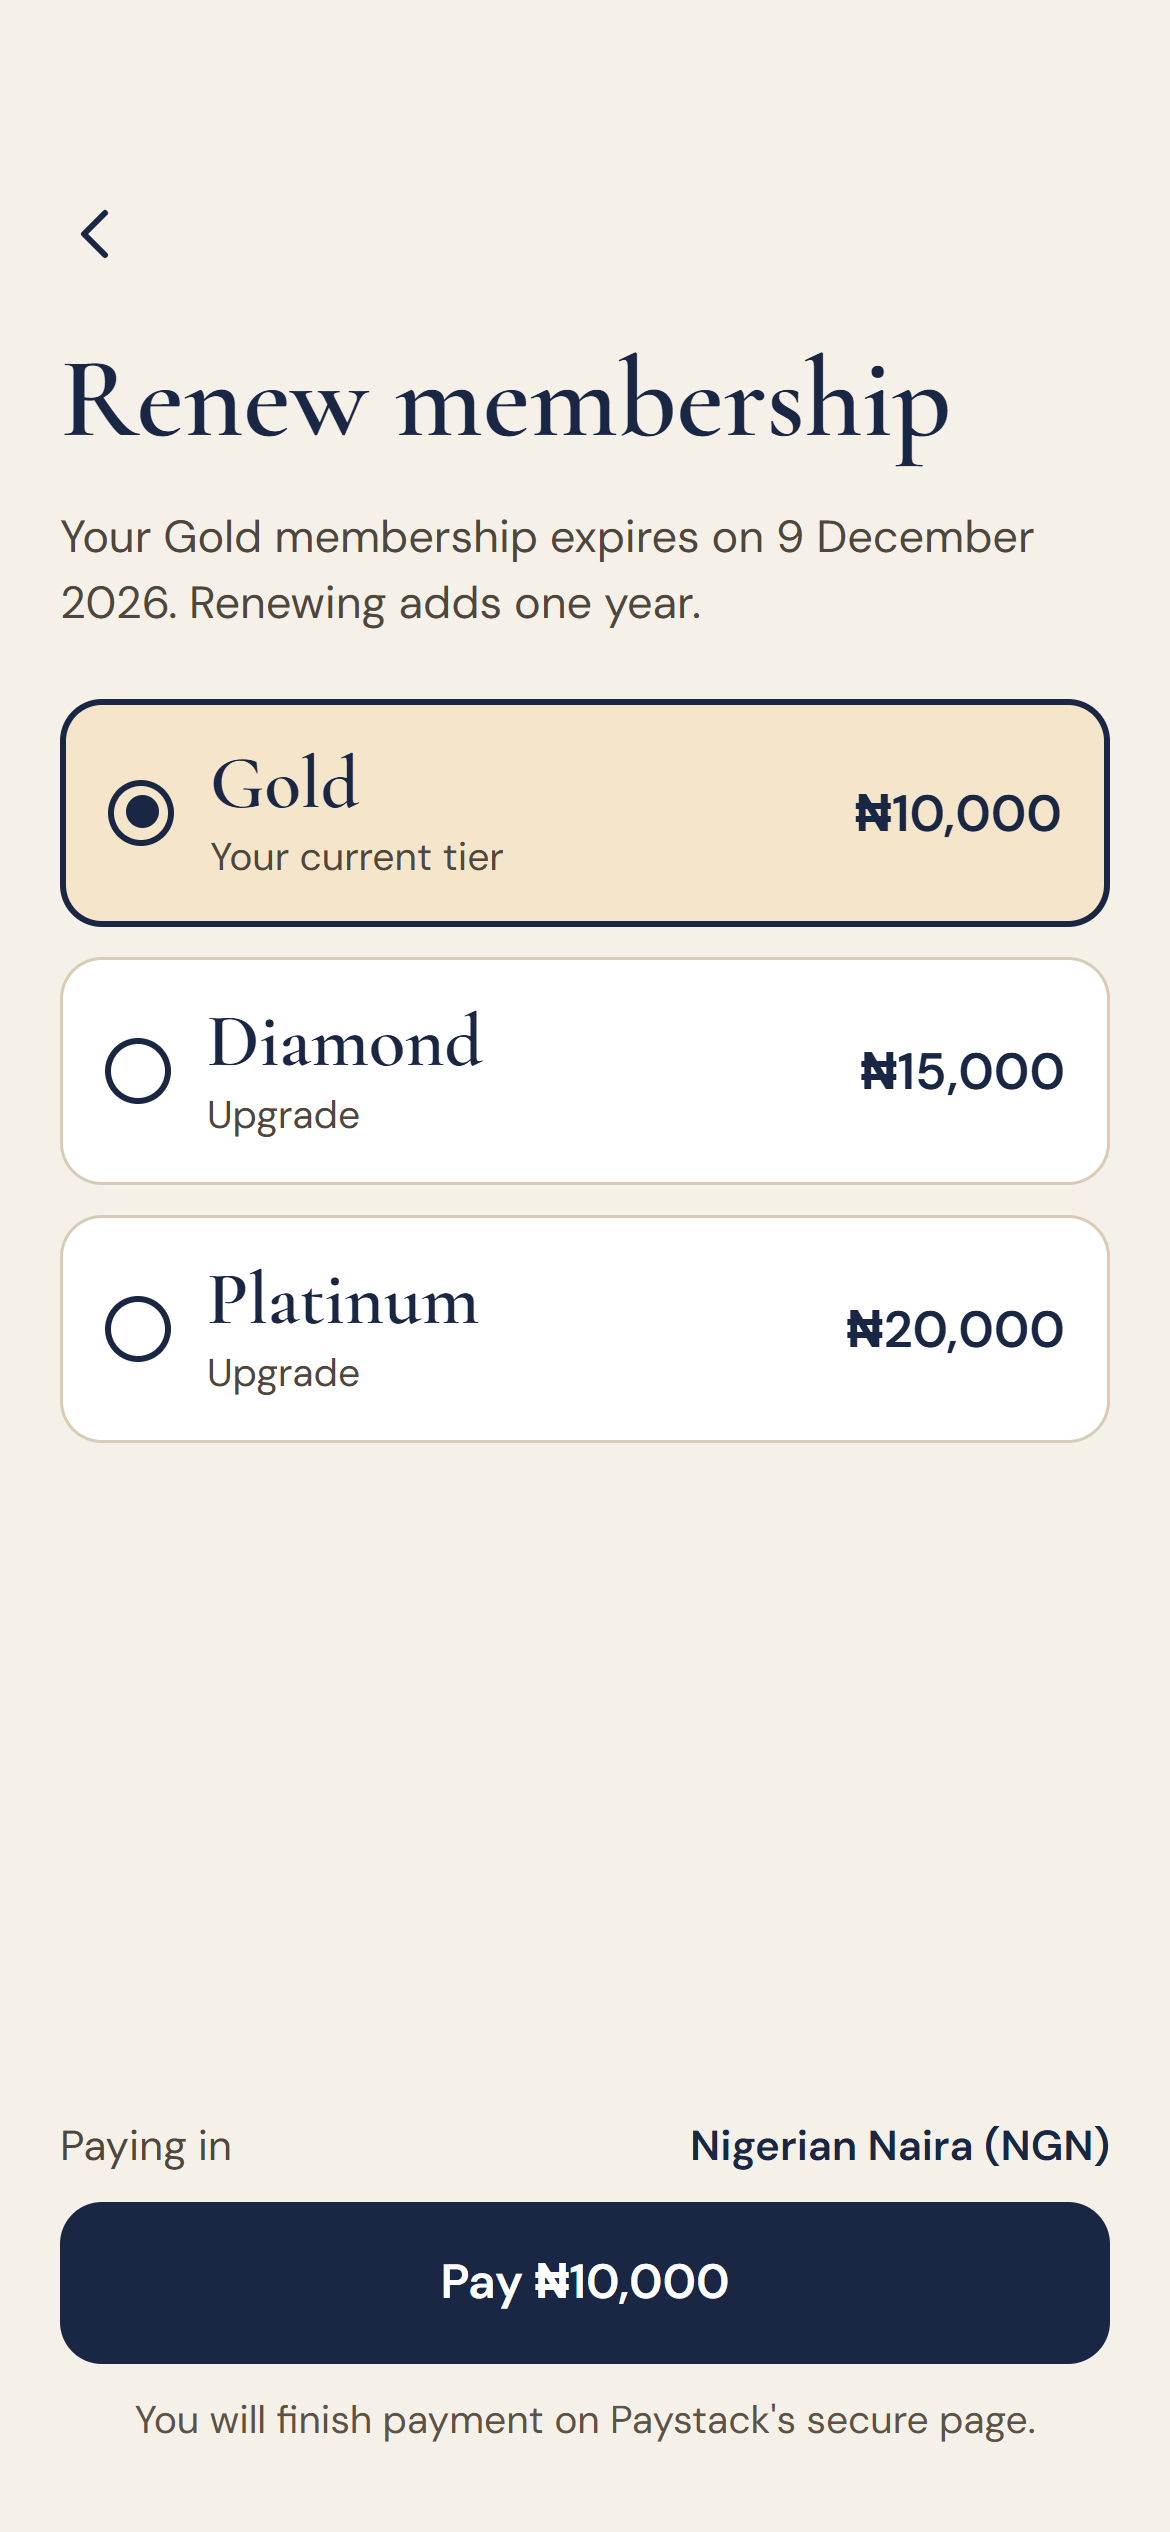 Renew membership
Your Gold membership expires on 9 December
2026. Renewing adds one year.
Gold
Your current tier
₦10,000
Diamond
Upgrade
₦15,000
Platinum
Upgrade
₦20,000
Paying in
Nigerian Naira (NGN)
Pay ₦10,000
You will finish payment on Paystack's secure page.